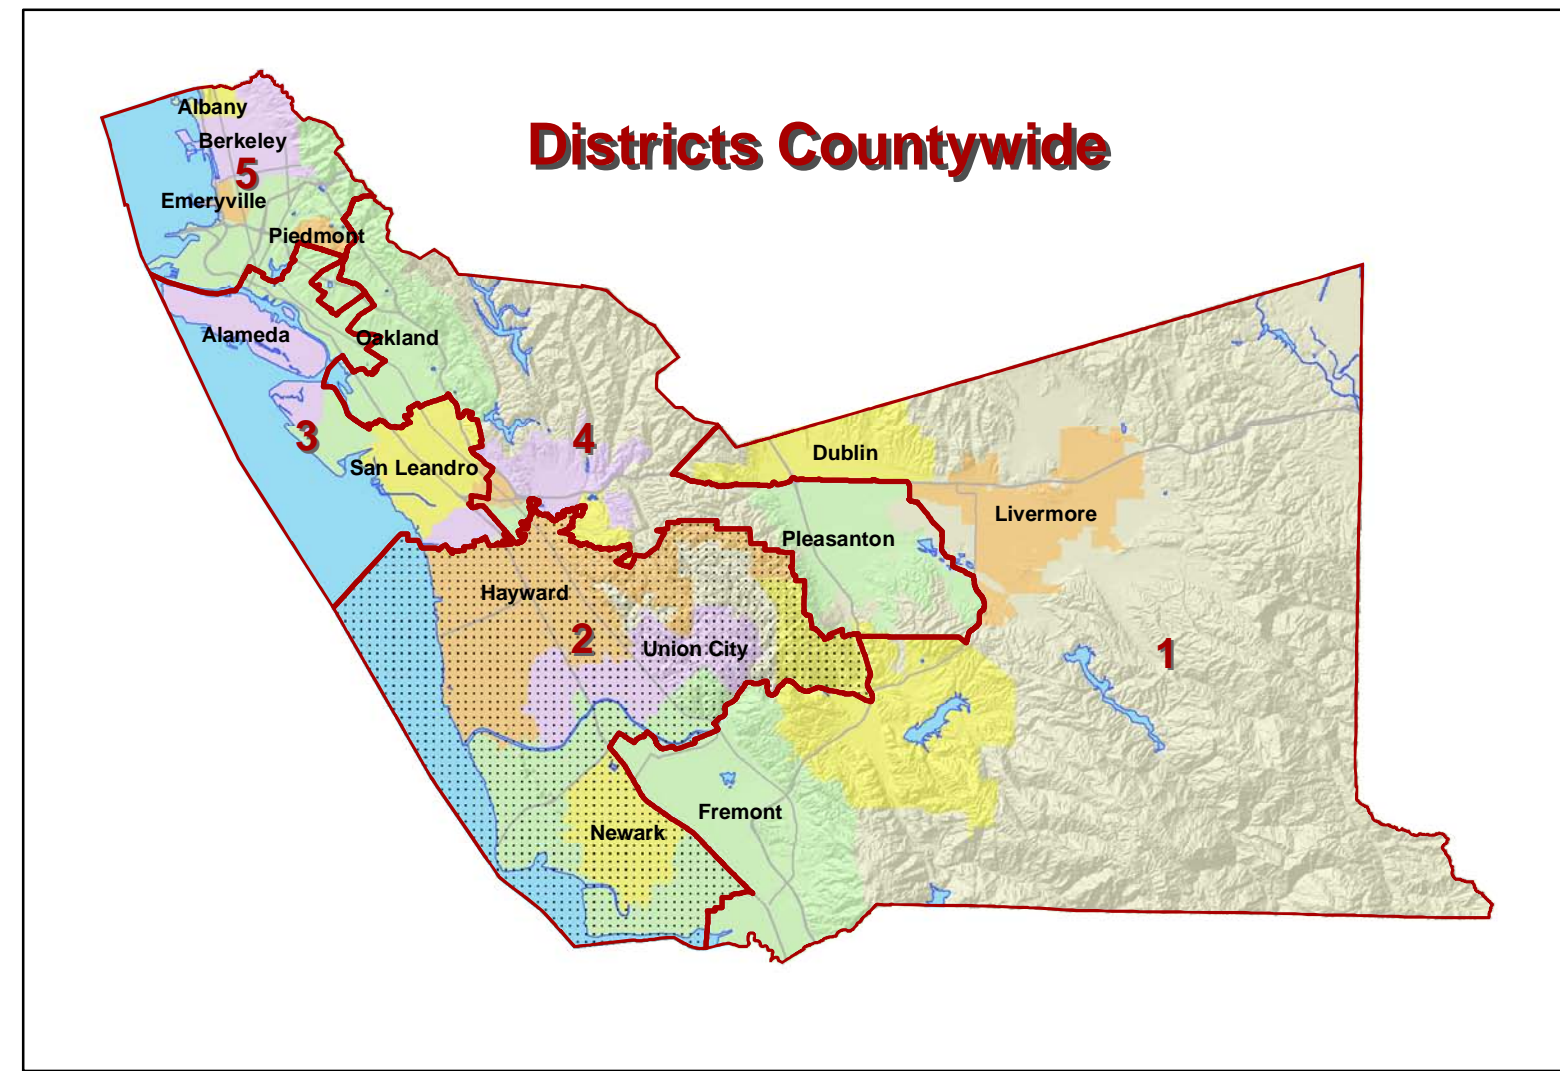 Districts Countywide
Albany
Berkeley
5
Emeryville
Piedmont
Alameda
Oakland
3
4
San Leandro
Dublin
Livermore
Pleasanton
Hayward
2
Union City
1
Fremont
Newark